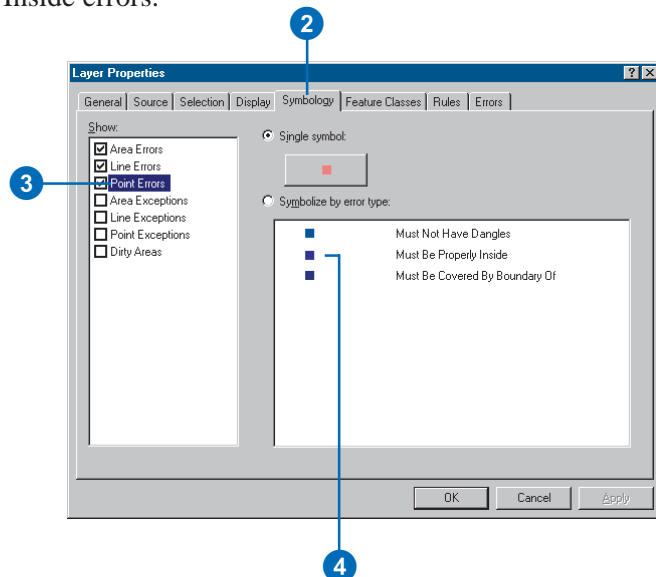 Inside errors.
2
Layer Properties
General Source Selection Display Symbology Feature Classes Rules Errors
Show:
Area Errors
Line Errors
Point Errors
Area Exceptions
Line Exceptions
Point Exceptions
Dirty Areas
3
Single symbol:
Symbolize by error type:
Must Not Have Dangles
Must Be Properly Inside
Must Be Covered By Boundary Of
OK Cancel Apply
4